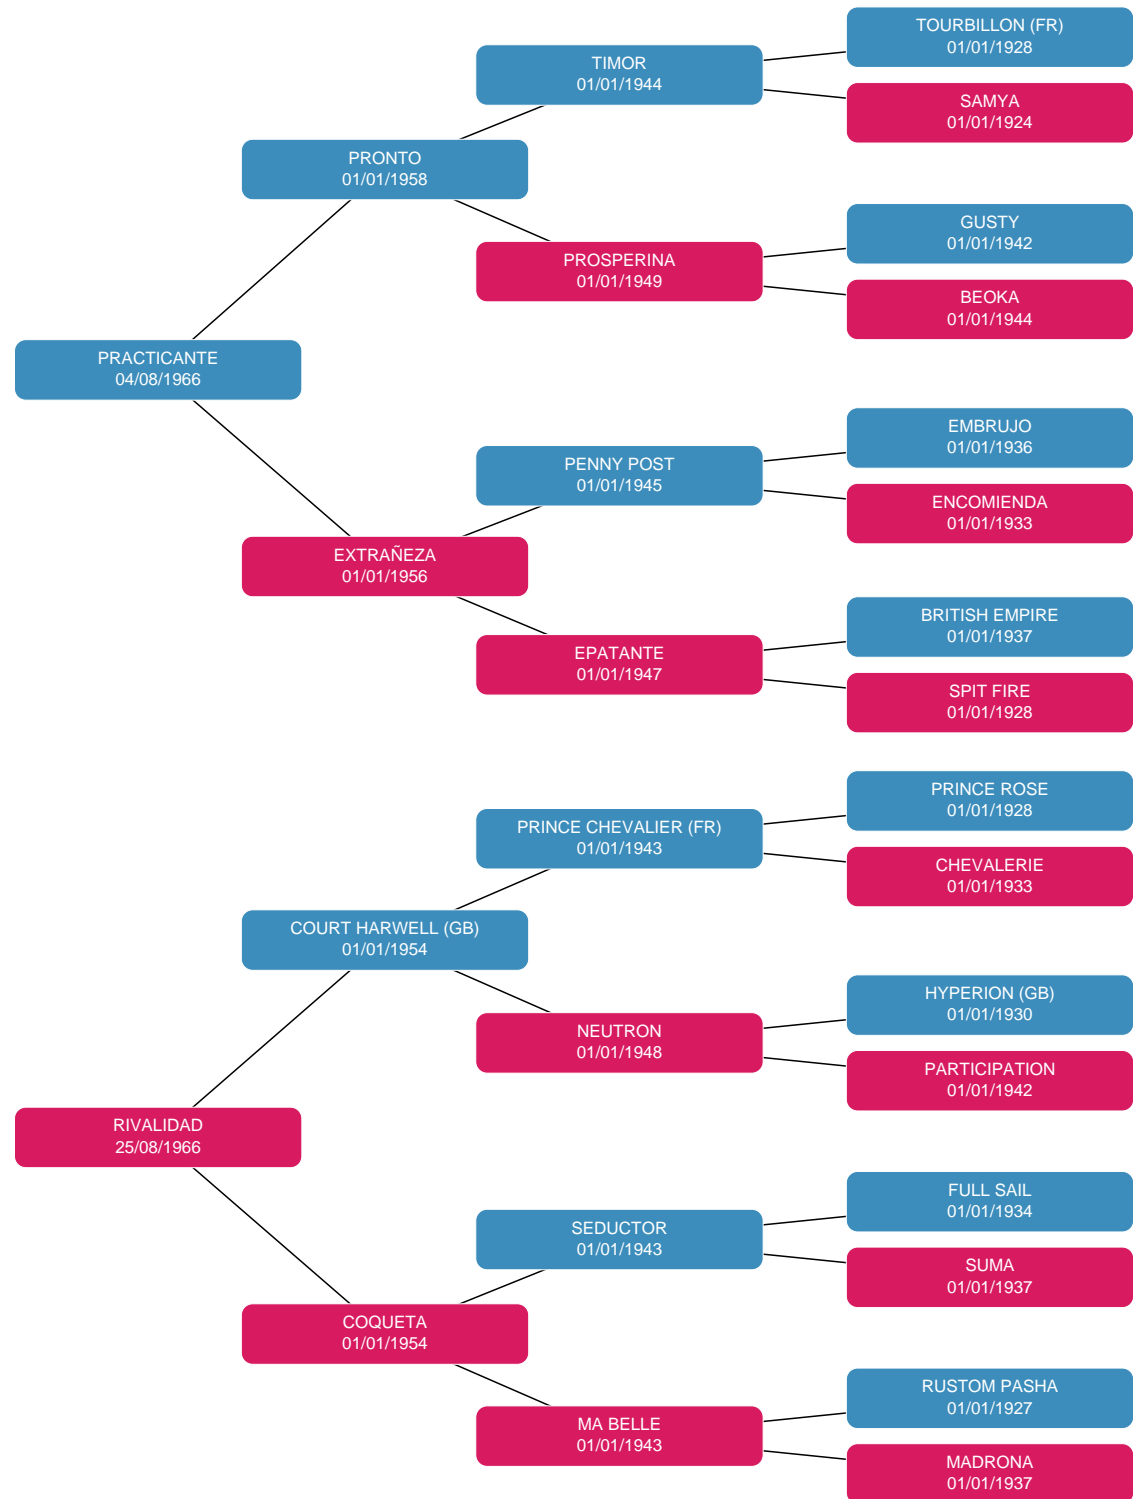 TOURBILLON (FR)
01/01/1928
TIMOR
01/01/1944
SAMYA
01/01/1924
PRONTO
01/01/1958
GUSTY
01/01/1942
PROSPERINA
01/01/1949
BEOKA
01/01/1944
PRACTICANTE
04/08/1966
EMBRUJO
01/01/1936
PENNY POST
01/01/1945
ENCOMIENDA
01/01/1933
EXTRAÑEZA
01/01/1956
BRITISH EMPIRE
01/01/1937
EPATANTE
01/01/1947
SPIT FIRE
01/01/1928
PRINCE ROSE
01/01/1928
PRINCE CHEVALIER (FR)
01/01/1943
CHEVALERIE
01/01/1933
COURT HARWELL (GB)
01/01/1954
HYPERION (GB)
01/01/1930
NEUTRON
01/01/1948
PARTICIPATION
01/01/1942
RIVALIDAD
25/08/1966
FULL SAIL
01/01/1934
SEDUCTOR
01/01/1943
SUMA
01/01/1937
COQUETA
01/01/1954
RUSTOM PASHA
01/01/1927
MA BELLE
01/01/1943
MADRONA
01/01/1937